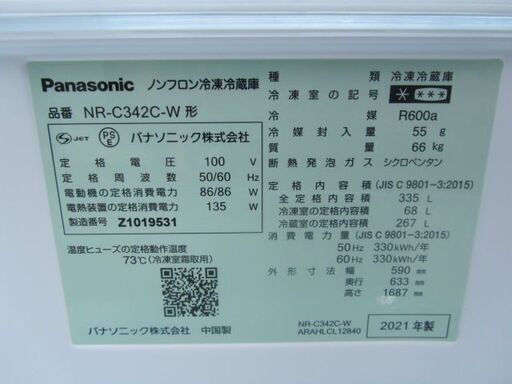 Panasonic ノンフロン冷凍冷蔵庫
品番 NR-C342C-W 形
S JET PSE パナソニック株式会社
定格電圧 100 V
定格周波数 50/60 Hz
電動機の定格消費電力 86/86 W
電熱装置の定格消費電力 135 W
製造番号 Z1019531
温度ヒューズの定格動作温度
73℃(冷凍室霜取用)
パナソニック株式会社 中国製
種類 冷凍冷蔵庫
冷凍室の記号 * ***
冷媒 R600a
冷媒封入量 55 g
質量 66 kg
断熱発泡ガス シクロペンタン
定格内容積 (JIS C 9801-3:2015)
全定格内容積 335 L
冷凍室の定格内容積 68 L
冷蔵室の定格内容積 267 L
消費電力量 (JIS C 9801-3:2015)
50Hz 330kWh/年
60Hz 330kWh/年
外形寸法 幅 590 mm
奥行 633 mm
高さ 1687 mm
NR-C342C-W
ARAHLCL12840
2021年製